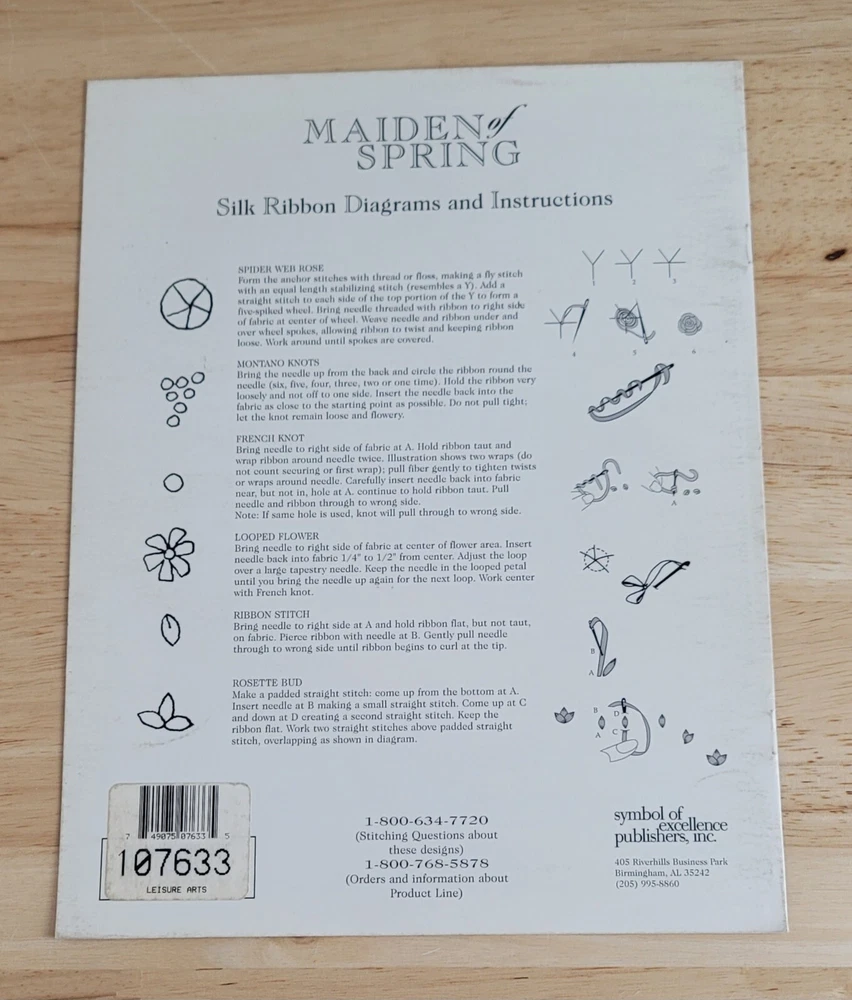 MAIDEN of
SPRING
Silk Ribbon Diagrams and Instructions
SPIDER WEB ROSE
Form the anchor stitches with thread or floss, making a fly stitch
with an equal length stabilizing stitch (resembles a Y). Add a
straight stitch to each side of the top portion of the Y to form a
five-spiked wheel. Bring needle threaded with ribbon to right side
of fabric at center of wheel. Weave needle and ribbon under and
over wheel spokes, allowing ribbon to twist and keeping ribbon
loose. Work around until spokes are covered.
1 2 3
4 5 6
MONTANO KNOTS
Bring the needle up from the back and circle the ribbon round the
needle (six, five, four, three, two or one time). Hold the ribbon very
loosely and not off to one side. Insert the needle back into the
fabric as close to the starting point as possible. Do not pull tight;
let the knot remain loose and flowery.
FRENCH KNOT
Bring needle to right side of fabric at A. Hold ribbon taut and
wrap ribbon around needle twice. Illustration shows two wraps (do
not count securing or first wrap); pull fiber gently to tighten twists
or wraps around needle. Carefully insert needle back into fabric
near, but not in, hole at A. continue to hold ribbon taut. Pull
needle and ribbon through to wrong side.
Note: If same hole is used, knot will pull through to wrong side.
A
LOOPED FLOWER
Bring needle to right side of fabric at center of flower area. Insert
needle back into fabric 1/4" to 1/2" from center. Adjust the loop
over a large tapestry needle. Keep the needle in the looped petal
until you bring the needle up again for the next loop. Work center
with French knot.
RIBBON STITCH
Bring needle to right side at A and hold ribbon flat, but not taut,
on fabric. Pierce ribbon with needle at B. Gently pull needle
through to wrong side until ribbon begins to curl at the tip.
B
A
ROSETTE BUD
Make a padded straight stitch: come up from the bottom at A.
Insert needle at B making a small straight stitch. Come up at C
and down at D creating a second straight stitch. Keep the
ribbon flat. Work two straight stitches above padded straight
stitch, overlapping as shown in diagram.
B D
A C
7 49075 07633 5
107633
LEISURE ARTS
1-800-634-7720
(Stitching Questions about
these designs)
1-800-768-5878
(Orders and information about
Product Line)
symbol of
excellence
publishers, inc.
405 Riverhills Business Park
Birmingham, AL 35242
(205) 995-8860